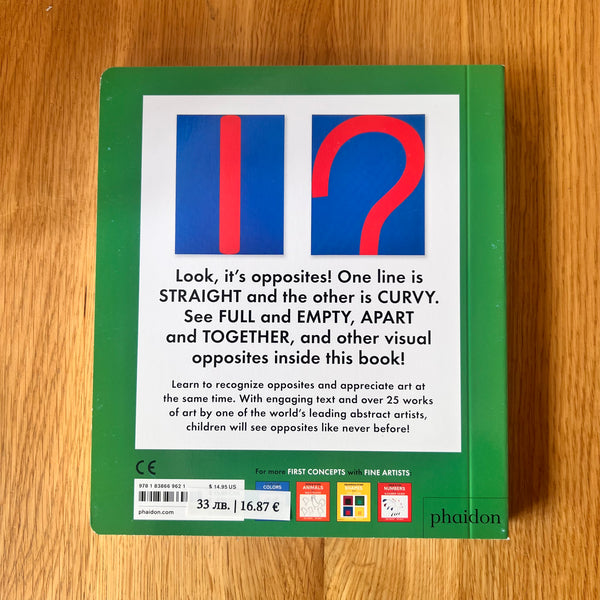 Look, it's opposites! One line is
STRAIGHT and the other is CURVY.
See FULL and EMPTY, APART
and TOGETHER, and other visual
opposites inside this book!
Learn to recognize opposites and appreciate art at
the same time. With engaging text and over 25 works
of art by one of the world's leading abstract artists,
children will see opposites like never before!
CE
For more FIRST CONCEPTS with FINE ARTISTS
978 1 83866 962 1
$ 14.95 US
COLORS
ANIMALS
NUMBERS
phaidon.com
33 лв. | 16.87 €
phaidon